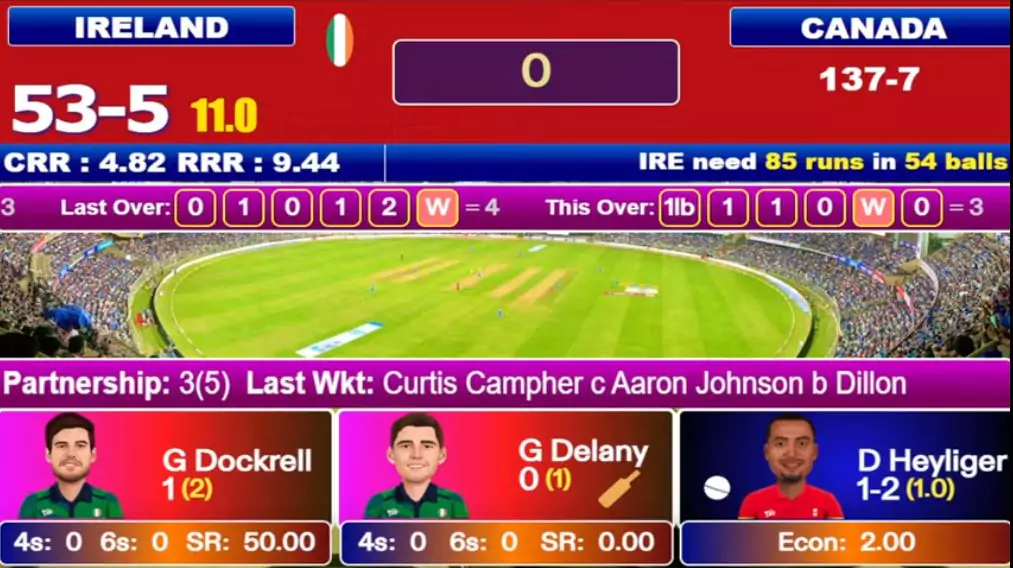 IRELAND
CANADA
0
137-7
53-5 11.0
CRR : 4.82 RRR : 9.44
IRE need 85 runs in 54 balls
3 Last Over: 0 1 0 1 2 W = 4 This Over: 1lb 1 1 0 W 0 = 3
Partnership: 3(5) Last Wkt: Curtis Campher c Aaron Johnson b Dillon
G Dockrell
1 (2)
G Delany
0 (1)
D Heyliger
1-2 (1.0)
4s: 0 6s: 0 SR: 50.00
4s: 0 6s: 0 SR: 0.00
Econ: 2.00